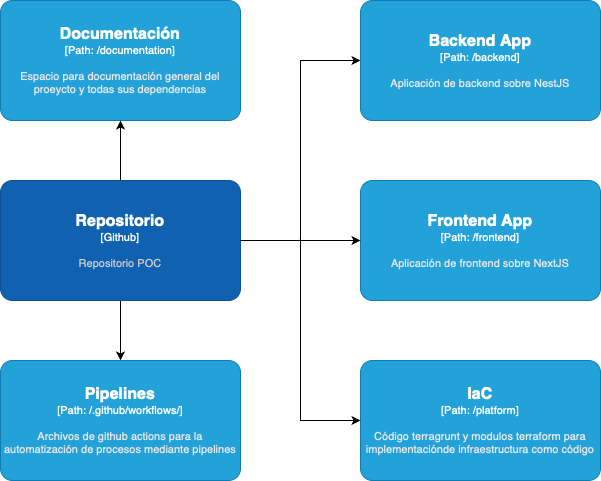 Documentación
[Path: /documentation]
Espacio para documentación general del
proeycto y todas sus dependencias
Backend App
[Path: /backend]
Aplicación de backend sobre NestJS
Repositorio
[Github]
Repositorio POC
Frontend App
[Path: /frontend]
Aplicación de frontend sobre NextJS
Pipelines
[Path: /.github/workflows/]
Archivos de github actions para la
automatización de procesos mediante pipelines
IaC
[Path: /platform]
Código terragrunt y modulos terraform para
implementaciónde infraestructura como código